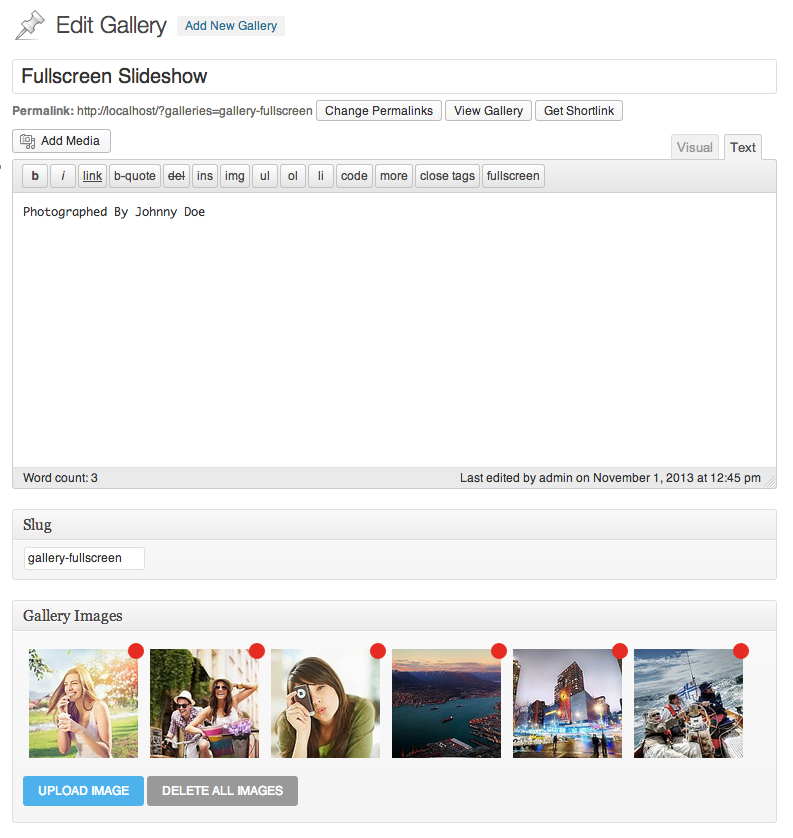 Edit Gallery Add New Gallery
Fullscreen Slideshow
Permalink: http://localhost/?galleries=gallery-fullscreen Change Permalinks View Gallery Get Shortlink
Add Media Visual Text
b i link b-quote del ins img ul ol li code more close tags fullscreen
Photographed By Johnny Doe
Word count: 3 Last edited by admin on November 1, 2013 at 12:45 pm
Slug
gallery-fullscreen
Gallery Images
UPLOAD IMAGE DELETE ALL IMAGES